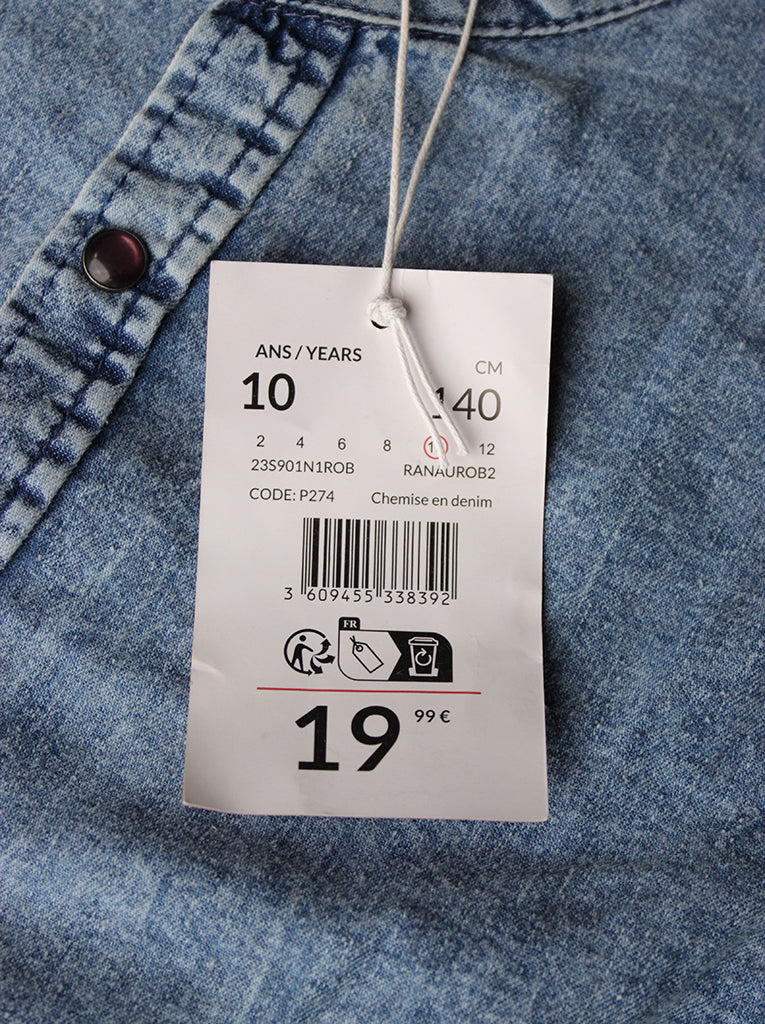 ANS / YEARS CM
10 140
2 4 6 8 10 12
23S901N1ROB RANAUROB2
CODE: P274 Chemise en denim
3 609455 338392
FR
19 99 €